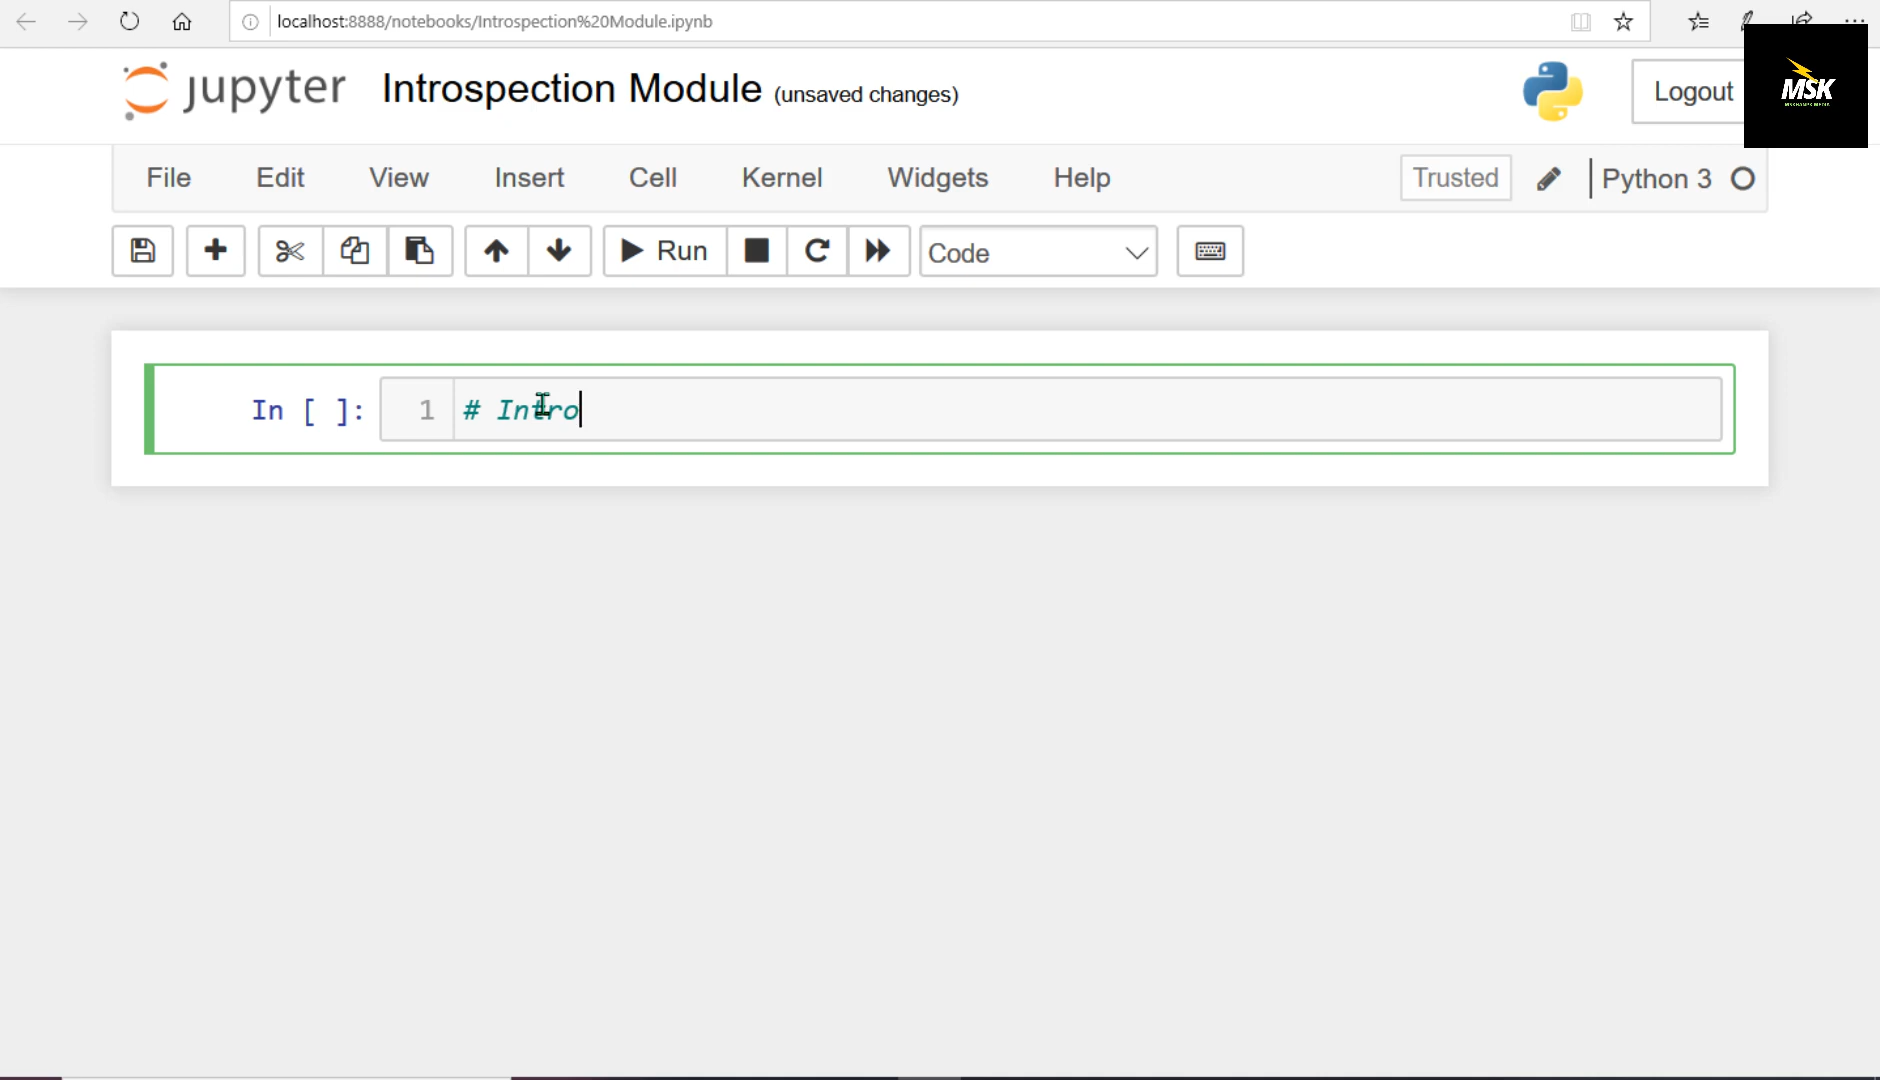 localhost:8888/notebooks/Introspection%20Module.ipynb
jupyter Introspection Module (unsaved changes)
Logout
MSK
File Edit View Insert Cell Kernel Widgets Help Trusted Python 3
Run Code
In [ ]: 1 # Intro